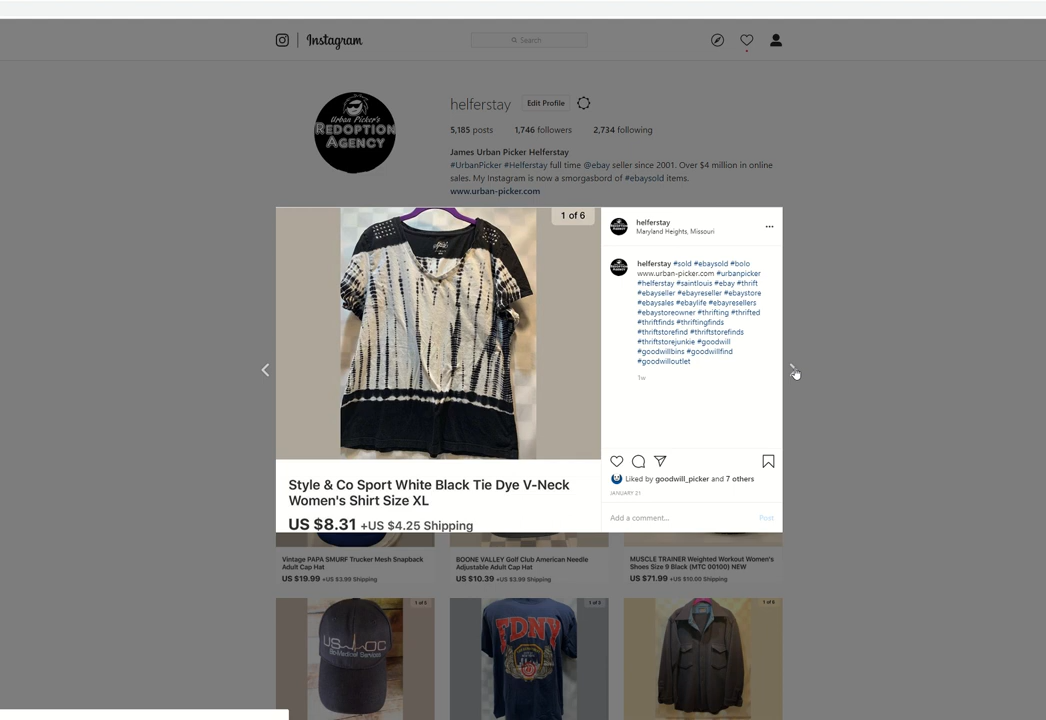 Instagram
Search
Urban Picker's
REDOPTION
AGENCY
helferstay
Edit Profile
5,185 posts 1,746 followers 2,734 following
James Urban Picker Helferstay
#UrbanPicker #Helferstay full time @ebay seller since 2001. Over $4 million in online
sales. My Instagram is now a smorgasbord of #ebaysold items.
www.urban-picker.com
1 of 6
Style & Co Sport White Black Tie Dye V-Neck
Women's Shirt Size XL
US $8.31 +US $4.25 Shipping
helferstay
Maryland Heights, Missouri
helferstay #sold #ebaysold #bolo
www.urban-picker.com #urbanpicker
#helferstay #saintlouis #ebay #thrift
#ebayseller #ebayreseller #ebaystore
#ebaysales #ebaylife #ebayresellers
#ebaystoreowner #thrifting #thrifted
#thriftfinds #thriftingfinds
#thriftstorefind #thriftstorefinds
#thriftstorejunkie #goodwill
#goodwillbins #goodwillfind
#goodwilloutlet
1w
Liked by goodwill_picker and 7 others
JANUARY 21
Add a comment...
Post
Vintage PAPA SMURF Trucker Mesh Snapback
Adult Cap Hat
US $19.99 +US $3.99 Shipping
BOONE VALLEY Golf Club American Needle
Adjustable Adult Cap Hat
US $10.39 +US $3.99 Shipping
MUSCLE TRAINER Weighted Workout Women's
Shoes Size 9 Black (MTC 00100) NEW
US $71.99 +US $10.00 Shipping
US OC
Bio-Medical Services
FDNY